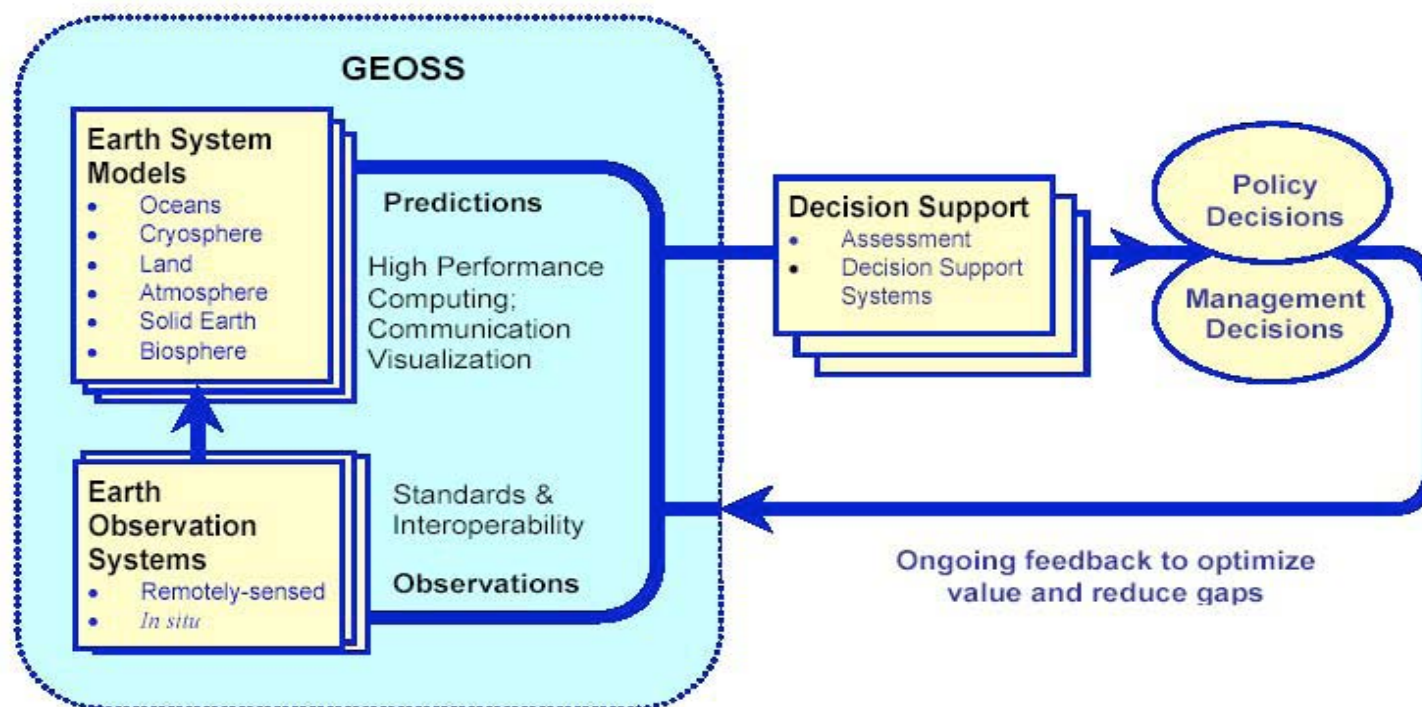 GEOSS
Earth System
Models
• Oceans
• Cryosphere
• Land
• Atmosphere
• Solid Earth
• Biosphere
Predictions
High Performance
Computing;
Communication
Visualization
Earth
Observation
Systems
• Remotely-sensed
• In situ
Standards &
Interoperability
Observations
Decision Support
• Assessment
• Decision Support
Systems
Policy
Decisions
Management
Decisions
Ongoing feedback to optimize
value and reduce gaps